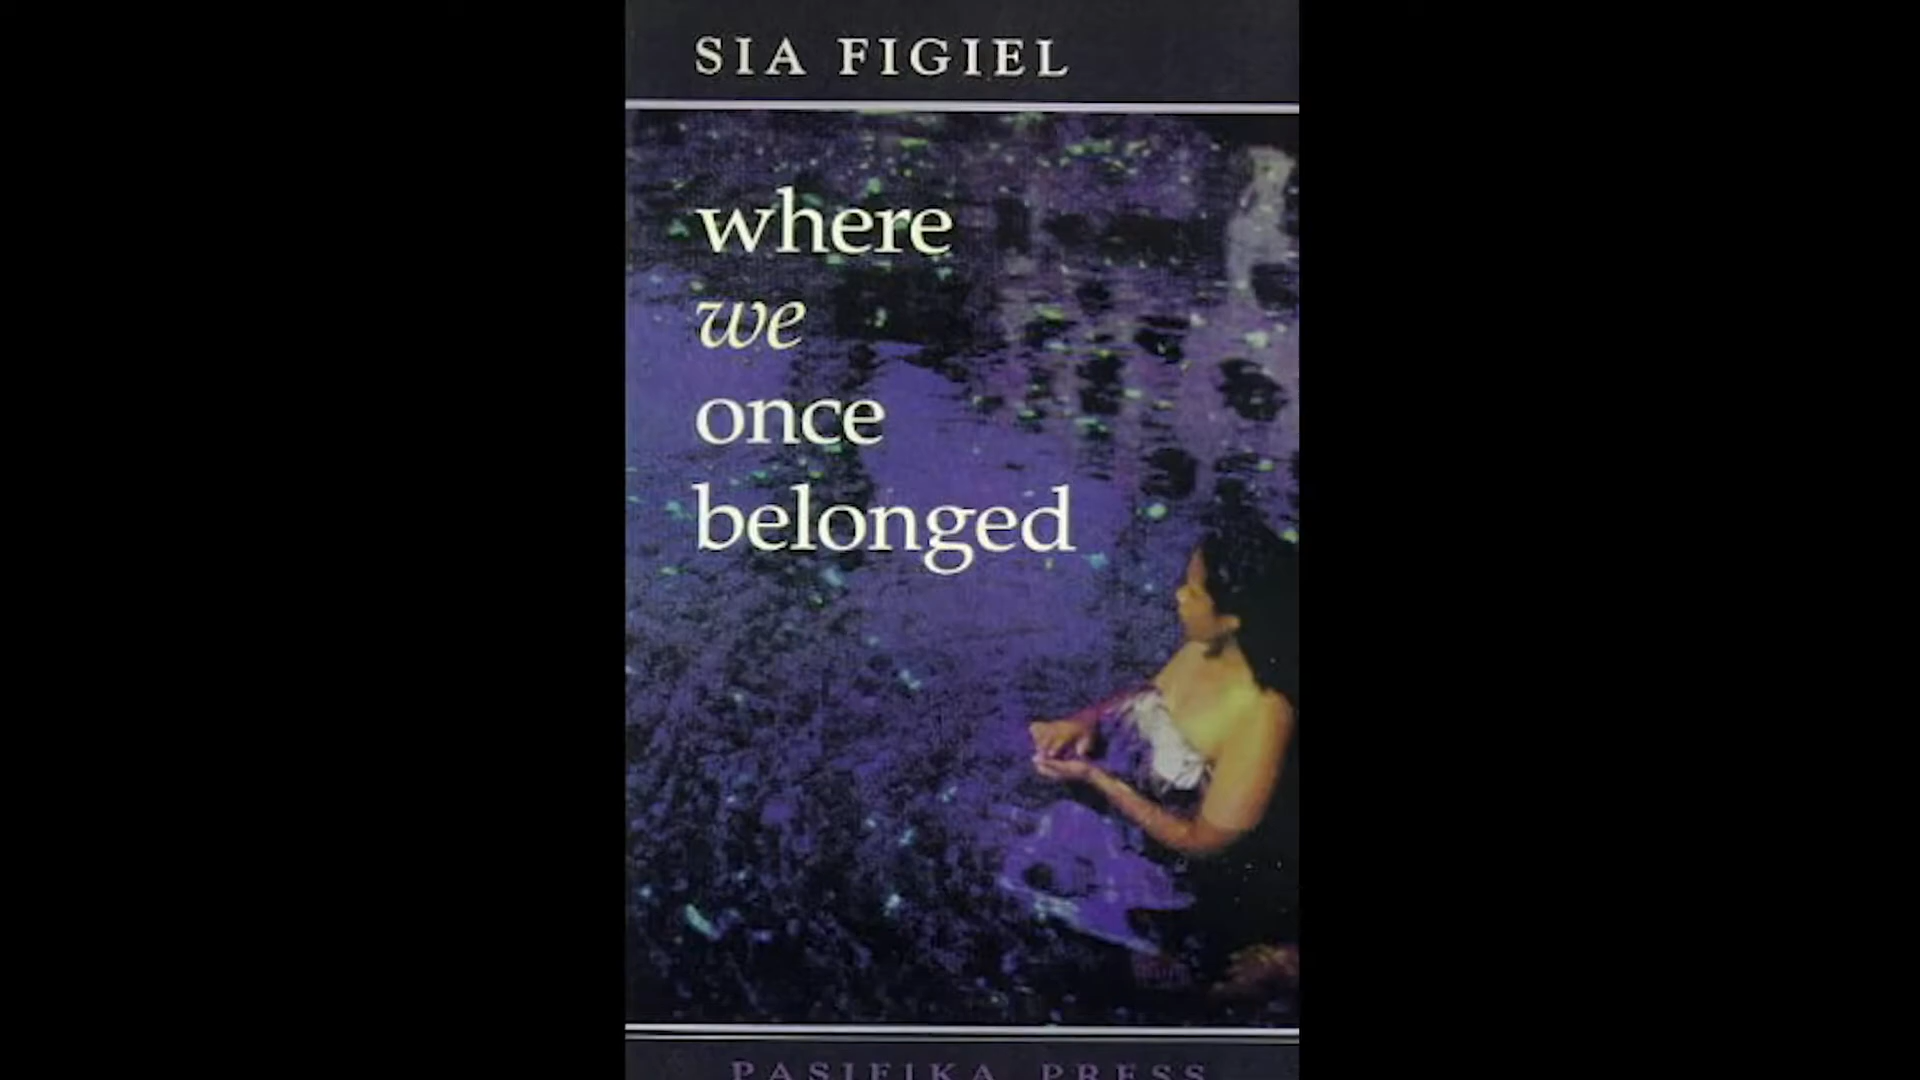 SIA FIGIEL
where
we
once
belonged
PASIFIKA PRESS